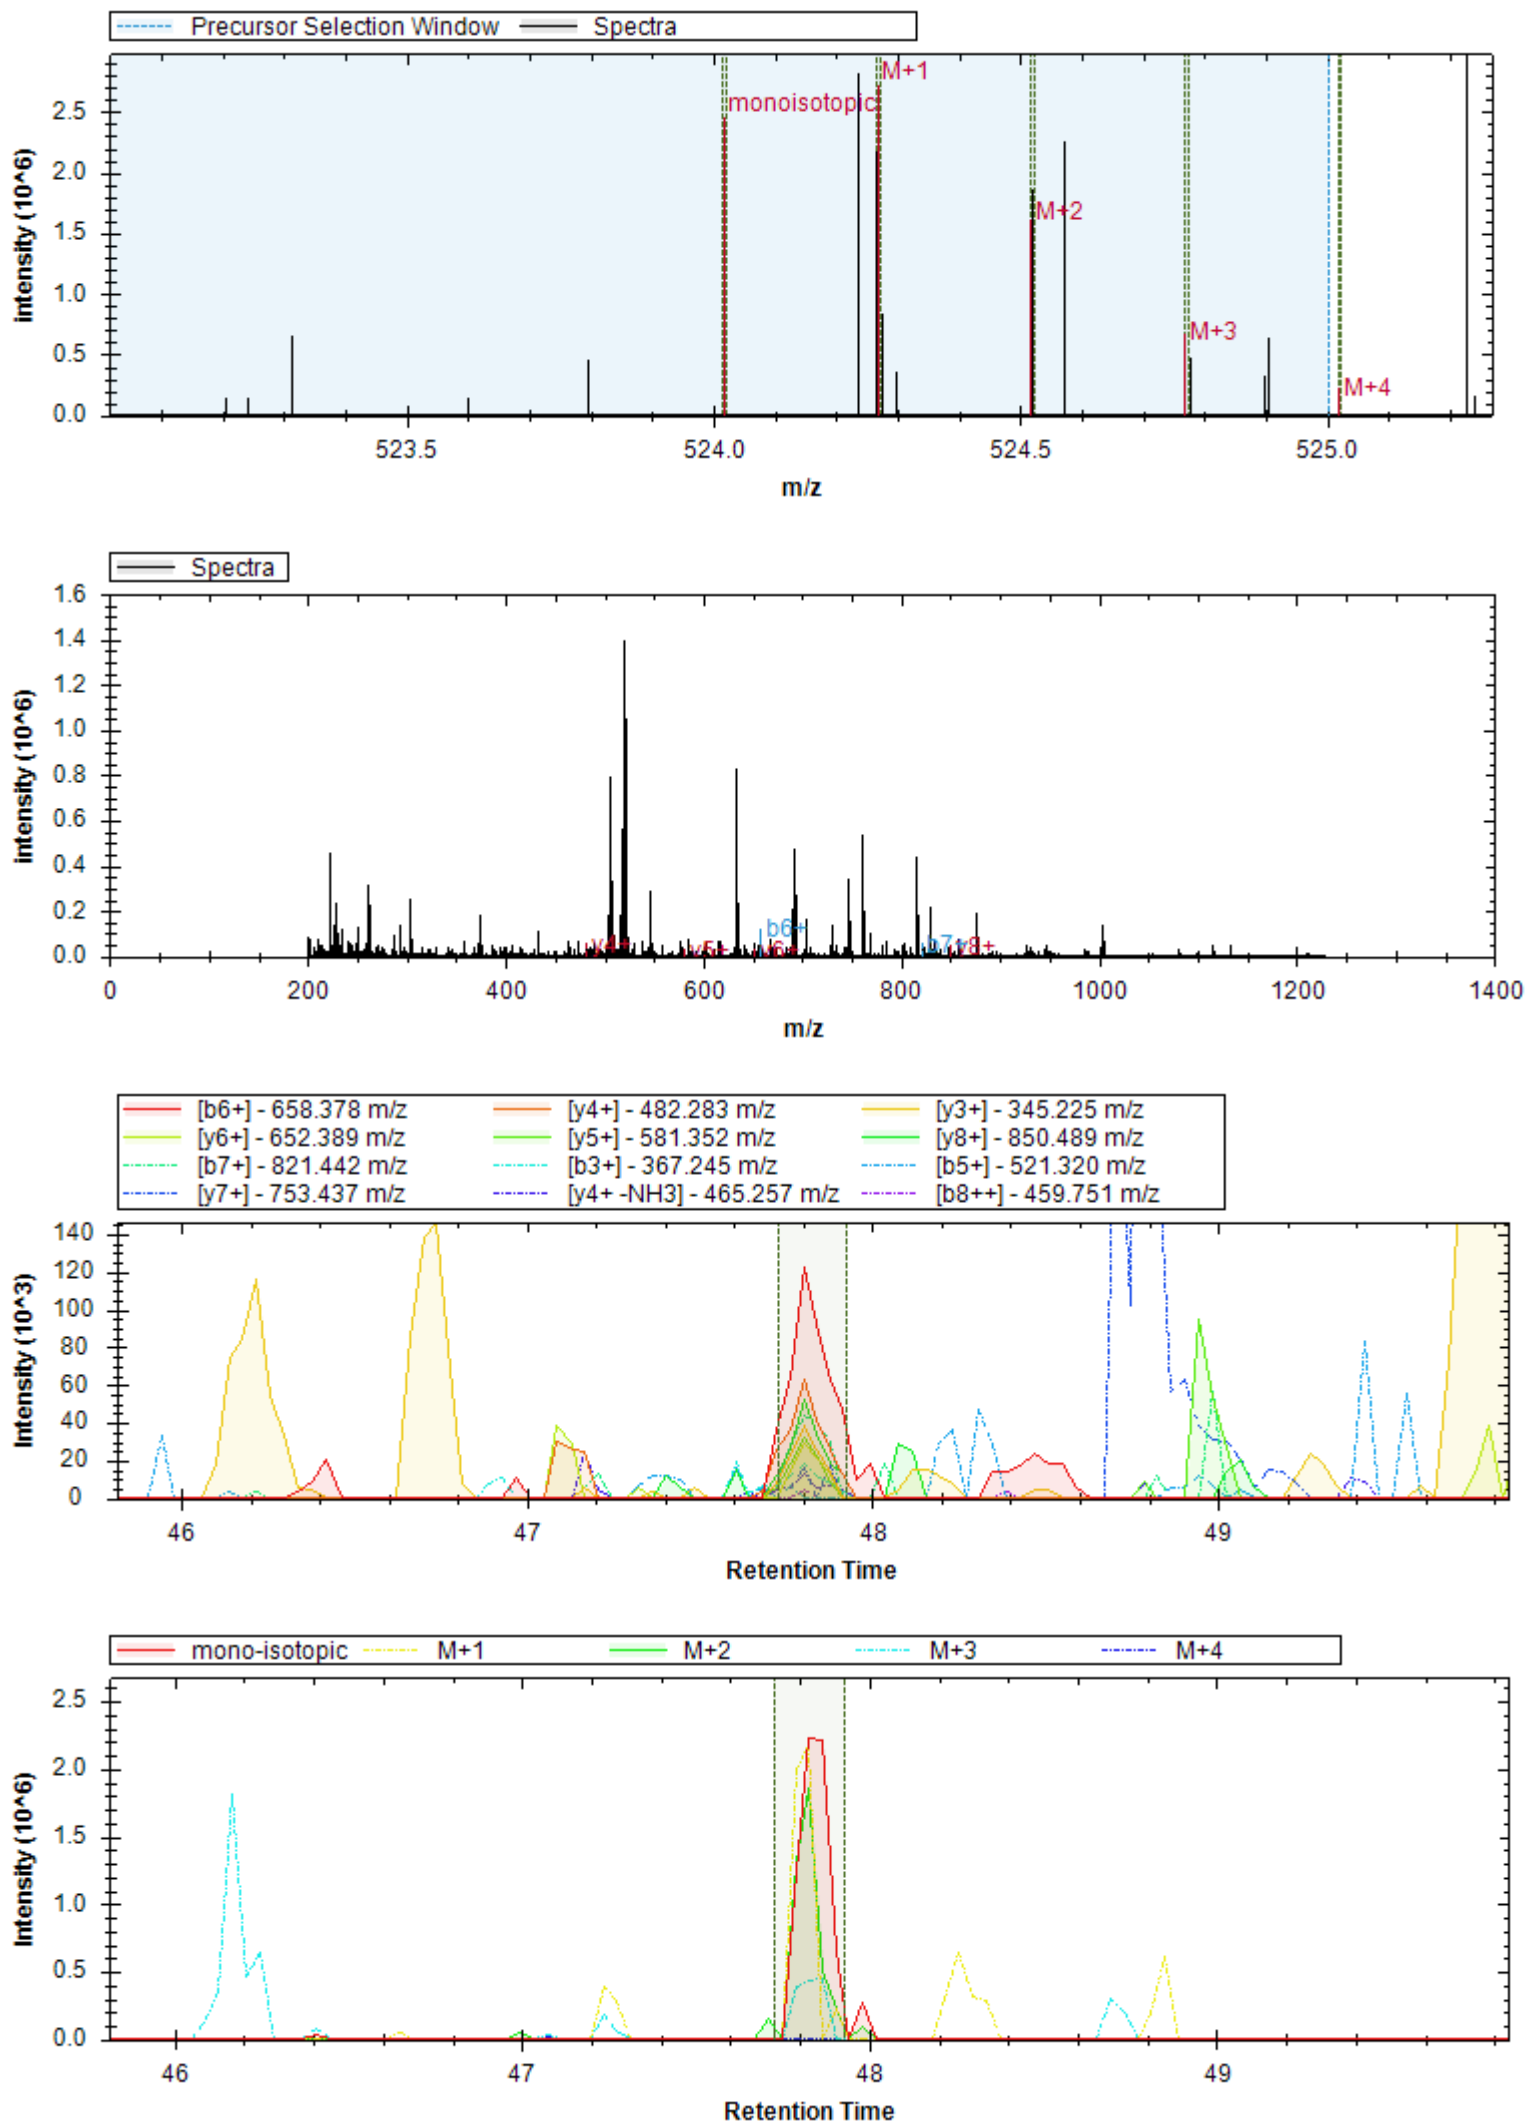 Precursor Selection Window Spectra
intensity (10^6)
2.5
2.0
1.5
1.0
0.5
0.0
monoisotopic
M+1
M+2
M+3
M+4
523.5 524.0 524.5 525.0
m/z
Spectra
intensity (10^6)
1.6
1.4
1.2
1.0
0.8
0.6
0.4
0.2
0.0
y4+
y5+
b6+
y6+
b7+
y8+
0 200 400 600 800 1000 1200 1400
m/z
[b6+] - 658.378 m/z [y4+] - 482.283 m/z [y3+] - 345.225 m/z
[y6+] - 652.389 m/z [y5+] - 581.352 m/z [y8+] - 850.489 m/z
[b7+] - 821.442 m/z [b3+] - 367.245 m/z [b5+] - 521.320 m/z
[y7+] - 753.437 m/z [y4+ -NH3] - 465.257 m/z [b8++] - 459.751 m/z
Intensity (10^3)
140
120
100
80
60
40
20
0
46 47 48 49
Retention Time
mono-isotopic M+1 M+2 M+3 M+4
Intensity (10^6)
2.5
2.0
1.5
1.0
0.5
0.0
46 47 48 49
Retention Time